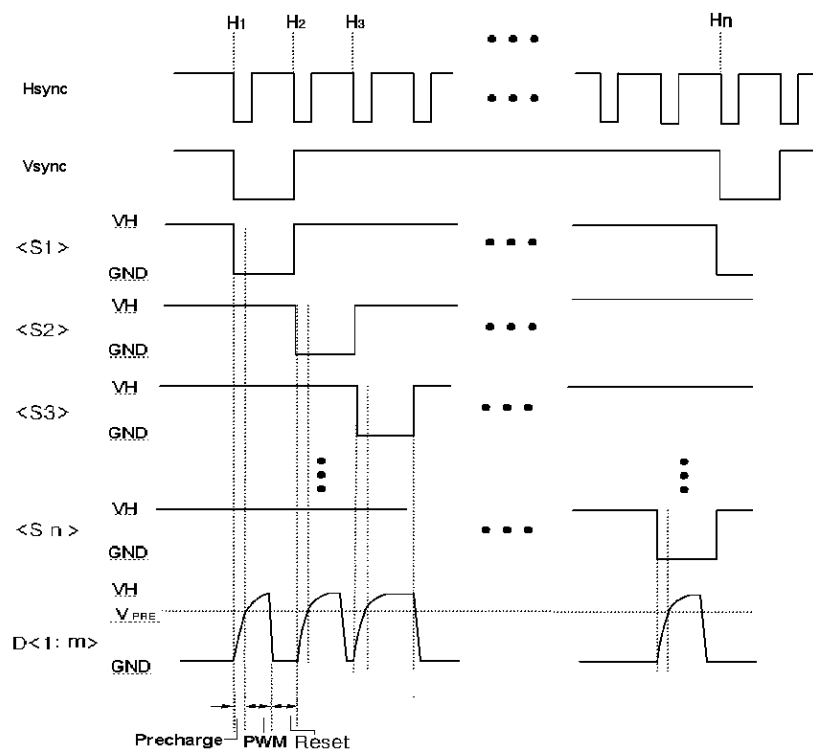 H1 H2 H3 Hn
Hsync
Vsync
VH
<S1>
GND
VH
<S2>
GND
VH
<S3>
GND
VH
<S n>
GND
VH
VPRE
D<1: m>
GND
Precharge PWM Reset